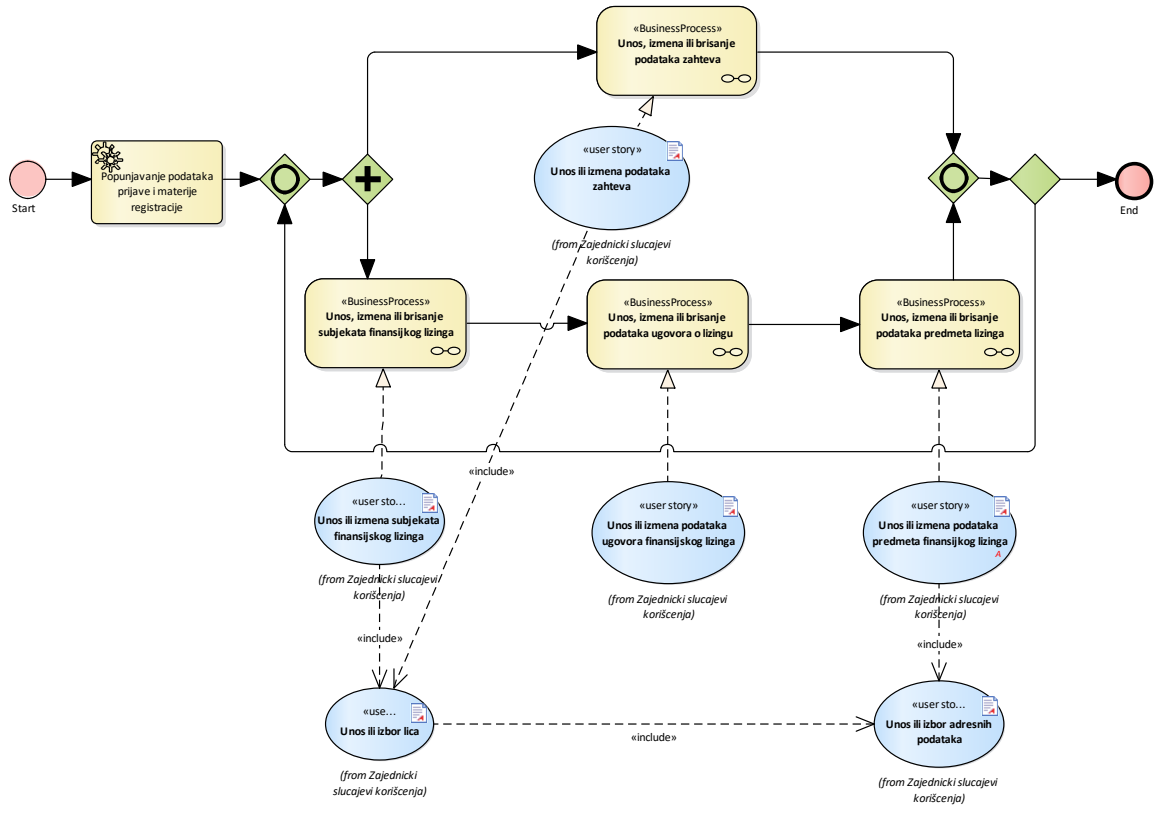 «BusinessProcess»
Unos, izmena ili brisanje
podataka zahteva
«user story»
Unos ili izmena podataka
zahteva
(from Zajednicki slucajevi
korišcenja)
Popunjavanje podataka
prijave i materije
registracije
Start
End
«BusinessProcess»
Unos, izmena ili brisanje
subjekata finansijkog lizinga
«BusinessProcess»
Unos, izmena ili brisanje
podataka ugovora o lizingu
«BusinessProcess»
Unos, izmena ili brisanje
podataka predmeta lizinga
«include»
«user sto...
Unos ili izmena subjekata
finansijskog lizinga
(from Zajednicki slucajevi
korišcenja)
«user story»
Unos ili izmena podataka
ugovora finansijskog lizinga
(from Zajednicki slucajevi
korišcenja)
«user story»
Unos ili izmena podataka
predmeta finansijkog lizinga
A
(from Zajednicki slucajevi
korišcenja)
«include»
«include»
«use...
Unos ili izbor lica
(from Zajednicki
slucajevi korišcenja)
«include»
«user sto...
Unos ili izbor adresnih
podataka
(from Zajednicki slucajevi
korišcenja)